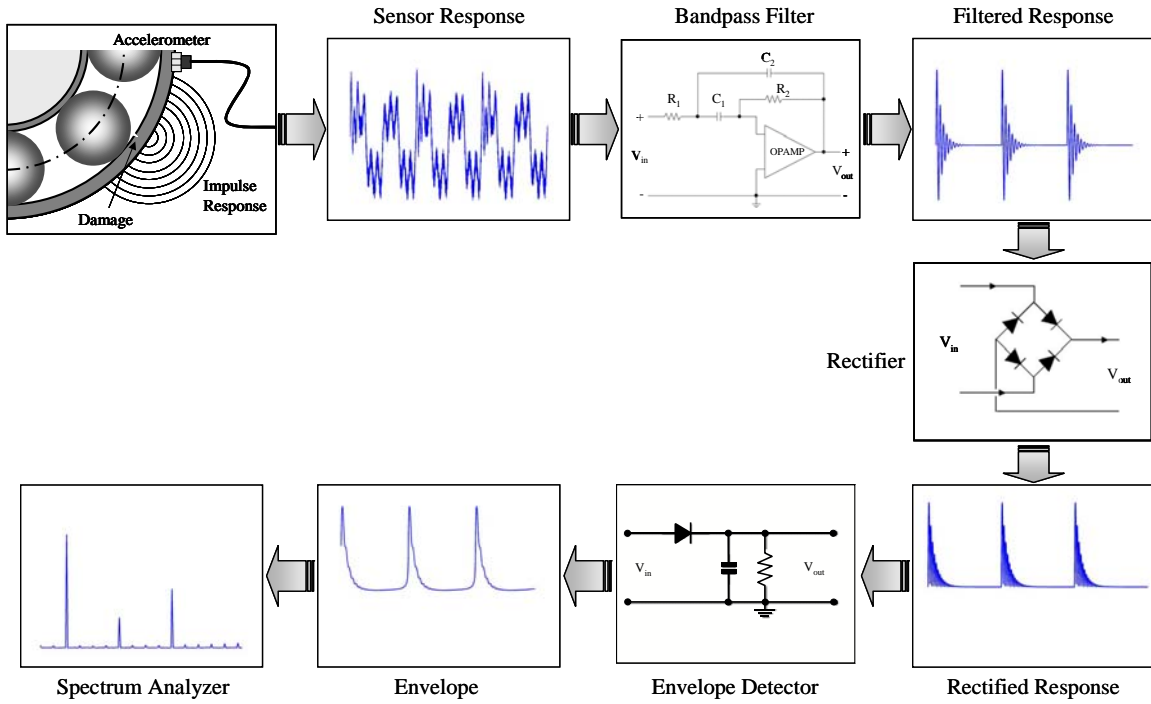 Sensor Response
Bandpass Filter
Filtered Response
Accelerometer
Impulse
Response
Damage
C2
R1
C1
R2
+
Vin
-
OPAMP
+
Vout
-
Rectifier
Vin
Vout
Vin
Vout
Spectrum Analyzer
Envelope
Envelope Detector
Rectified Response